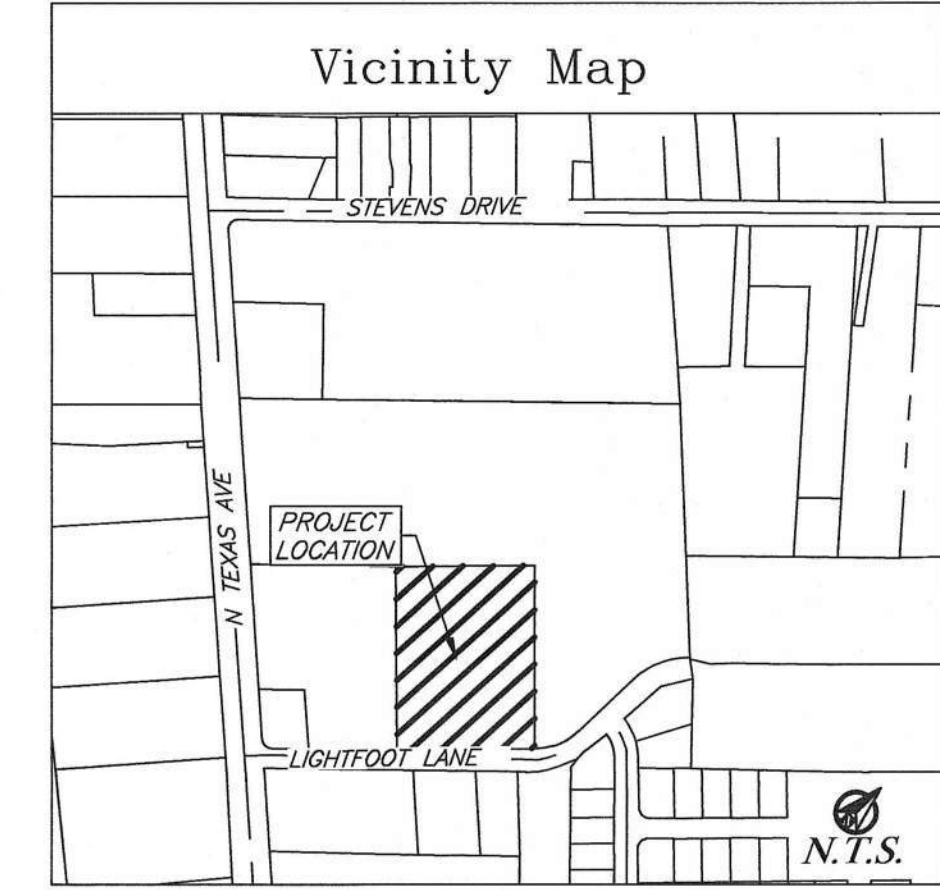 Vicinity Map
STEVENS DRIVE
N TEXAS AVE
PROJECT
LOCATION
LIGHTFOOT LANE
N.T.S.